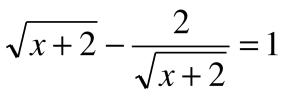 √(x + 2) − 2/√(x + 2) = 1